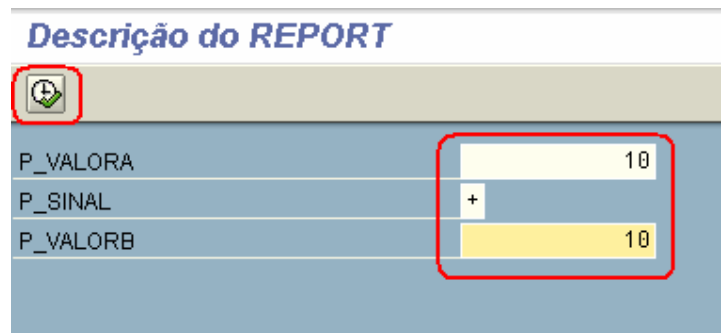 Descrição do REPORT
P_VALORA 10
P_SINAL +
P_VALORB 10